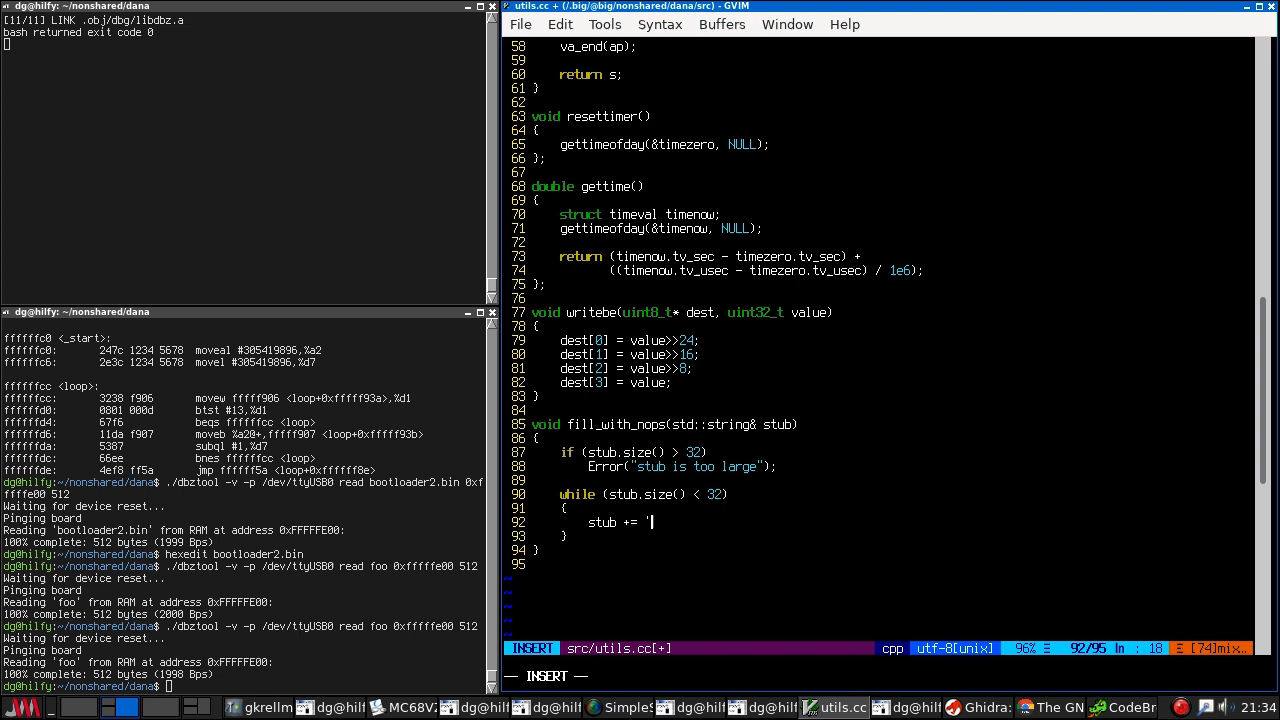 dg@hilfy: ~/nonshared/dana
[11/11] LINK .obj/dbg/libdbz.a
bash returned exit code 0
dg@hilfy: ~/nonshared/dana
ffffffc0 <_start>:
ffffffc0: 247c 1234 5678 moveal #305419896,%a2
ffffffc6: 2e3c 1234 5678 movel #305419896,%d7
ffffffcc <loop>:
ffffffcc: 3238 f906 movew fffff906 <loop+0xfffff93a>,%d1
ffffffd0: 0801 000d btst #13,%d1
ffffffd4: 67f6 beqs ffffffcc <loop>
ffffffd6: 11da f907 moveb %a2@+,fffff907 <loop+0xfffff93b>
ffffffda: 5387 subql #1,%d7
ffffffdc: 66ee bnes ffffffcc <loop>
ffffffde: 4ef8 ff5a jmp ffffff5a <loop+0xffffff8e>
dg@hilfy:~/nonshared/dana$ ./dbztool -v -p /dev/ttyUSB0 read bootloader2.bin 0xf
ffffe00 512
Waiting for device reset...
Pinging board
Reading 'bootloader2.bin' from RAM at address 0xFFFFFE00:
100% complete: 512 bytes (1999 Bps)
dg@hilfy:~/nonshared/dana$ hexedit bootloader2.bin
dg@hilfy:~/nonshared/dana$ ./dbztool -v -p /dev/ttyUSB0 read foo 0xfffffe00 512
Waiting for device reset...
Pinging board
Reading 'foo' from RAM at address 0xFFFFFE00:
100% complete: 512 bytes (2000 Bps)
dg@hilfy:~/nonshared/dana$ ./dbztool -v -p /dev/ttyUSB0 read foo 0xfffffe00 512
Waiting for device reset...
Pinging board
Reading 'foo' from RAM at address 0xFFFFFE00:
100% complete: 512 bytes (1998 Bps)
dg@hilfy:~/nonshared/dana$
utils.cc + (/.big/@big/nonshared/dana/src) - GVIM
File Edit Tools Syntax Buffers Window Help
58 va_end(ap);
59
60 return s;
61 }
62
63 void resettimer()
64 {
65 gettimeofday(&timezero, NULL);
66 };
67
68 double gettime()
69 {
70 struct timeval timenow;
71 gettimeofday(&timenow, NULL);
72
73 return (timenow.tv_sec - timezero.tv_sec) +
74 ((timenow.tv_usec - timezero.tv_usec) / 1e6);
75 };
76
77 void writebe(uint8_t* dest, uint32_t value)
78 {
79 dest[0] = value>>24;
80 dest[1] = value>>16;
81 dest[2] = value>>8;
82 dest[3] = value;
83 }
84
85 void fill_with_nops(std::string& stub)
86 {
87 if (stub.size() > 32)
88 Error("stub is too large");
89
90 while (stub.size() < 32)
91 {
92 stub += '
93 }
94 }
95
~
~
~
~
~
INSERT src/utils.cc[+] cpp utf-8[unix] 96% Ξ 92/95 ln : 18 Ξ [74]mix…
-- INSERT --
gkrellm dg@hilf MC68V dg@hilf dg@hilf SimpleS dg@hilf dg@hilf utils.cc dg@hilf Ghidra: The GN CodeBr 21:34